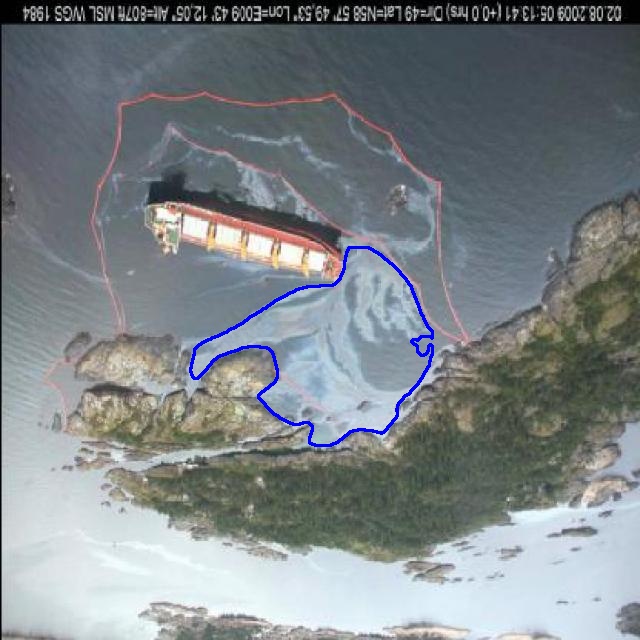 02.08.2009 05:13:41 (+0,0 hrs) Dir=49 Lat=N58 57' 49,53" Lon=E009 43' 12,05" Alt=807ft MSL WGS 1984